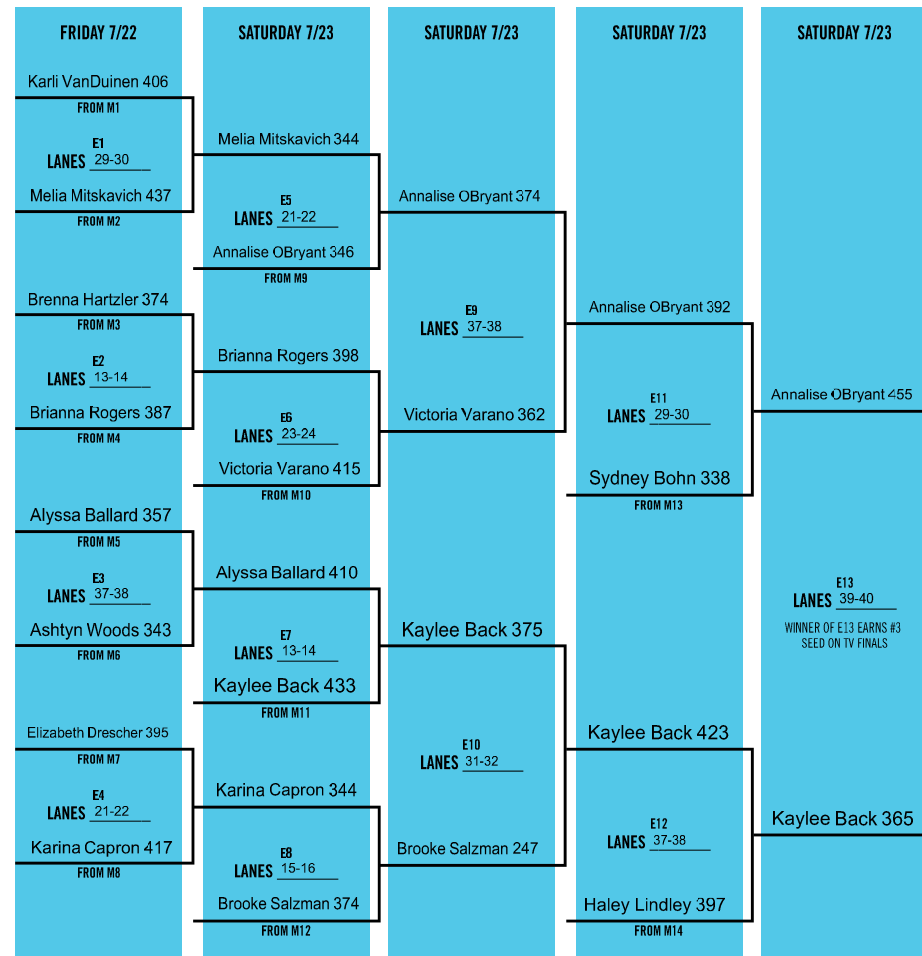 FRIDAY 7/22
Karli VanDuinen 406
FROM M1
E1
LANES 29-30
Melia Mitskavich 437
FROM M2
Brenna Hartzler 374
FROM M3
E2
LANES 13-14
Brianna Rogers 387
FROM M4
Alyssa Ballard 357
FROM M5
E3
LANES 37-38
Ashtyn Woods 343
FROM M6
Elizabeth Drescher 395
FROM M7
E4
LANES 21-22
Karina Capron 417
FROM M8
SATURDAY 7/23
Melia Mitskavich 344
E5
LANES 21-22
Annalise OBryant 346
FROM M9
Brianna Rogers 398
E6
LANES 23-24
Victoria Varano 415
FROM M10
Alyssa Ballard 410
E7
LANES 13-14
Kaylee Back 433
FROM M11
Karina Capron 344
E8
LANES 15-16
Brooke Salzman 374
FROM M12
SATURDAY 7/23
Annalise OBryant 374
E9
LANES 37-38
Victoria Varano 362
Kaylee Back 375
E10
LANES 31-32
Brooke Salzman 247
SATURDAY 7/23
Annalise OBryant 392
E11
LANES 29-30
Sydney Bohn 338
FROM M13
Kaylee Back 423
E12
LANES 37-38
Haley Lindley 397
FROM M14
SATURDAY 7/23
Annalise OBryant 455
E13
LANES 39-40
WINNER OF E13 EARNS #3
SEED ON TV FINALS
Kaylee Back 365